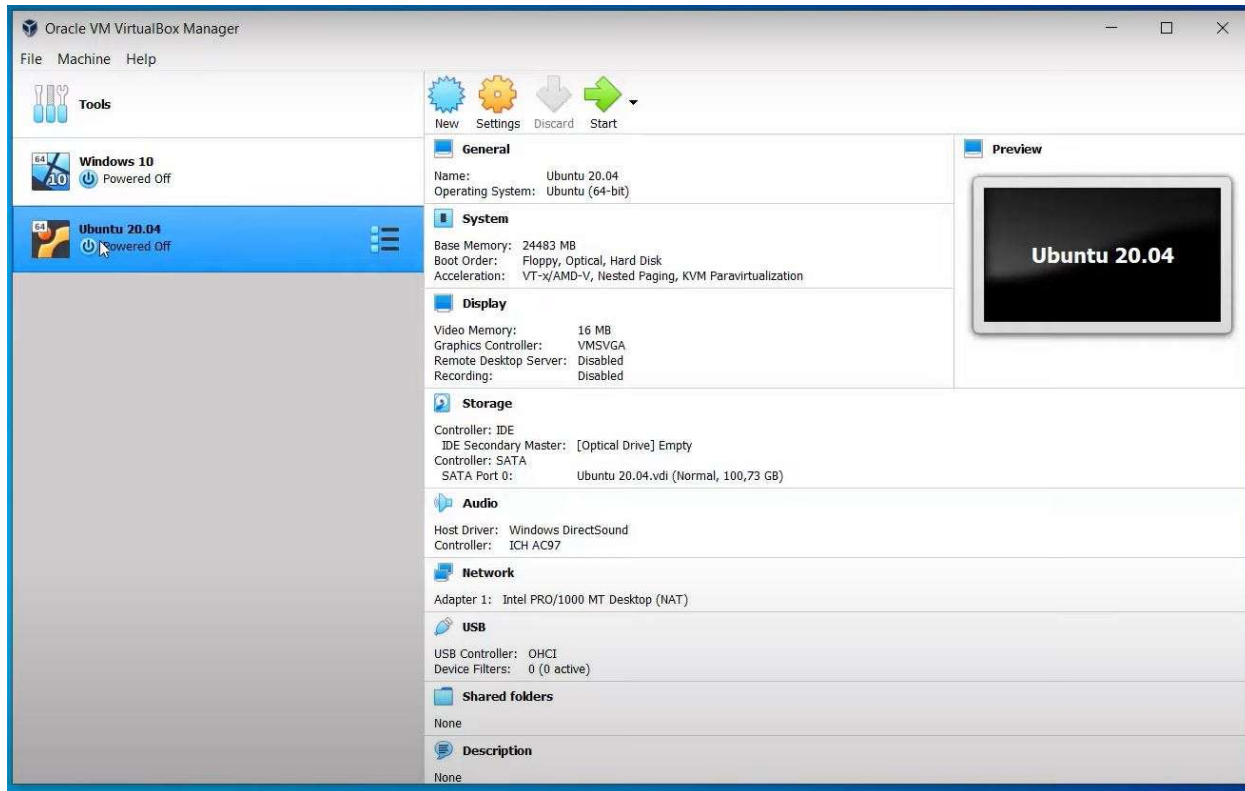 Oracle VM VirtualBox Manager
File Machine Help
Tools
New Settings Discard Start
64
10
Windows 10
Powered Off
64
Ubuntu 20.04
Powered Off
General
Name: Ubuntu 20.04
Operating System: Ubuntu (64-bit)
System
Base Memory: 24483 MB
Boot Order: Floppy, Optical, Hard Disk
Acceleration: VT-x/AMD-V, Nested Paging, KVM Paravirtualization
Display
Video Memory: 16 MB
Graphics Controller: VMSVGA
Remote Desktop Server: Disabled
Recording: Disabled
Storage
Controller: IDE
IDE Secondary Master: [Optical Drive] Empty
Controller: SATA
SATA Port 0: Ubuntu 20.04.vdi (Normal, 100,73 GB)
Audio
Host Driver: Windows DirectSound
Controller: ICH AC97
Network
Adapter 1: Intel PRO/1000 MT Desktop (NAT)
USB
USB Controller: OHCI
Device Filters: 0 (0 active)
Shared folders
None
Description
None
Preview
Ubuntu 20.04